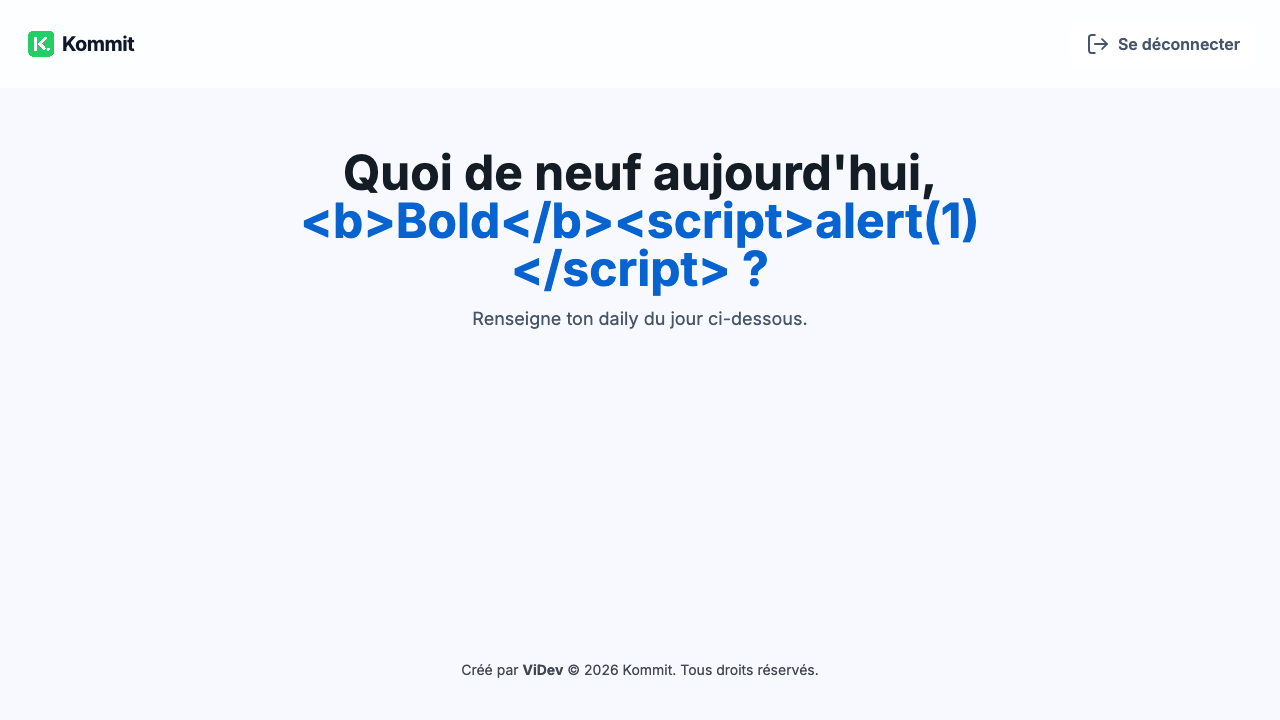 Kommit
Se déconnecter
Quoi de neuf aujourd'hui,
<b>Bold</b><script>alert(1)
</script> ?
Renseigne ton daily du jour ci-dessous.
Créé par ViDev © 2026 Kommit. Tous droits réservés.